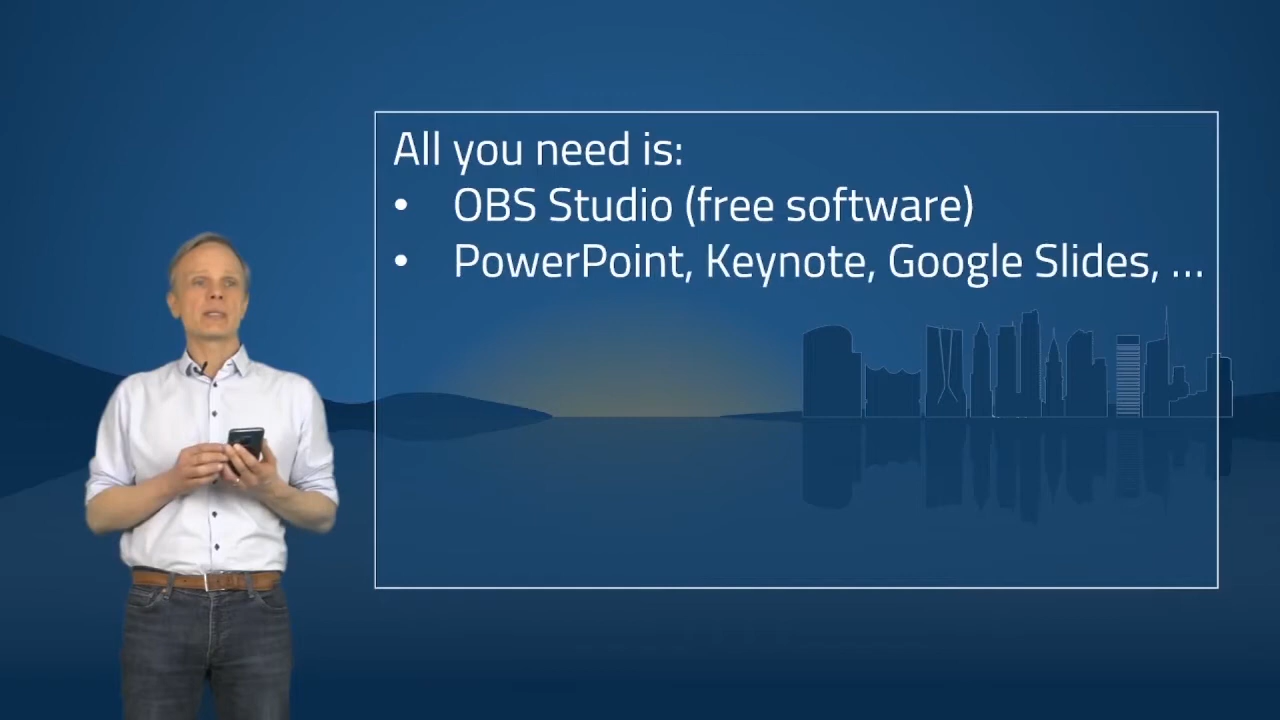 All you need is:
• OBS Studio (free software)
• PowerPoint, Keynote, Google Slides, ...